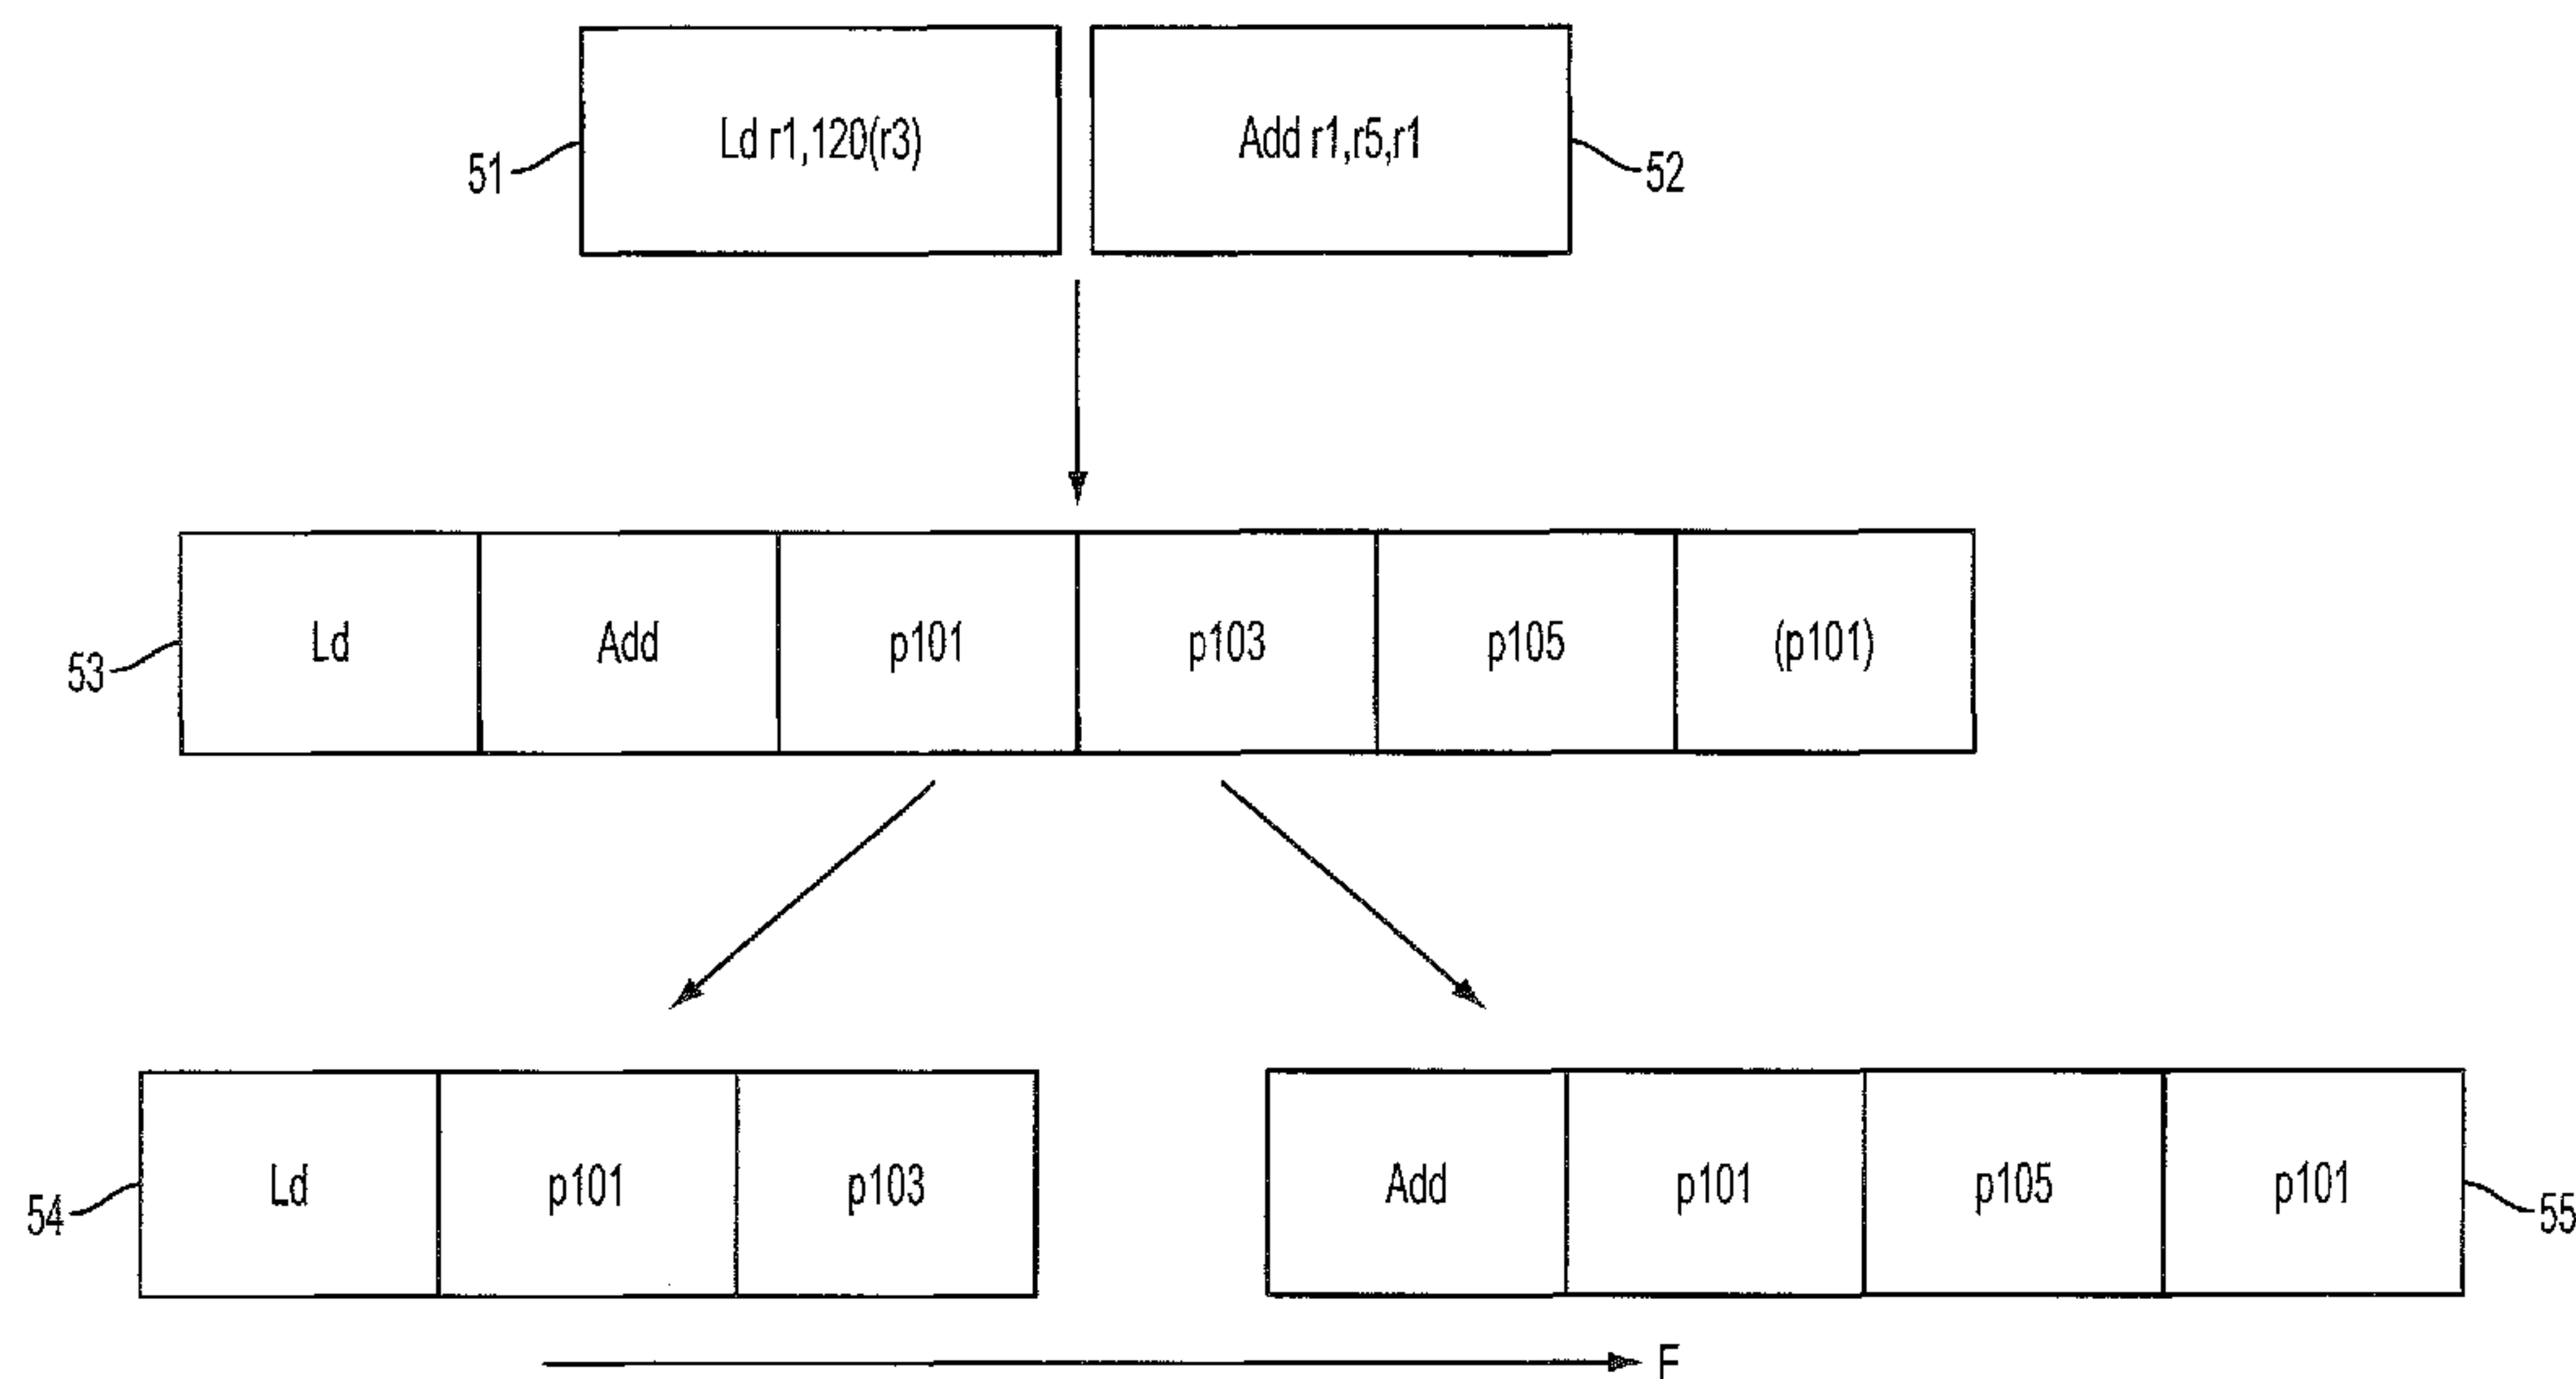 Ld r1,120(r3)
Add r1,r5,r1
51
52
Ld
Add
p101
p103
p105
(p101)
53
Ld
p101
p103
Add
p101
p105
p101
54
55